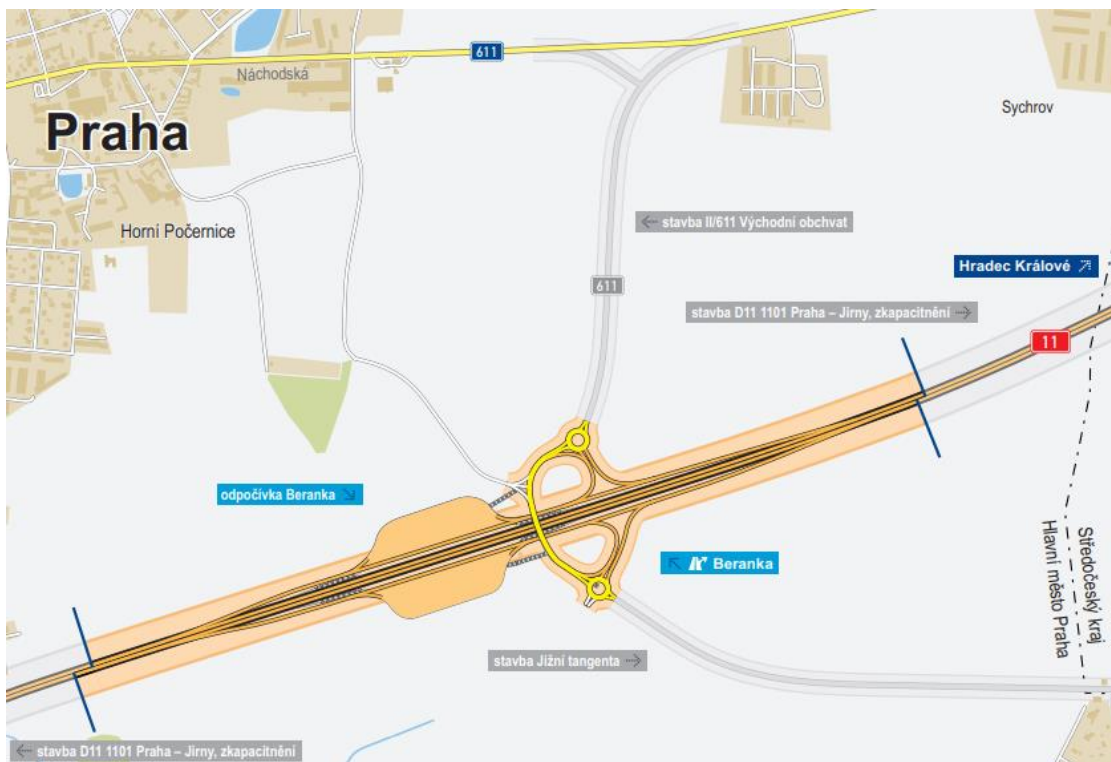 611
Náchodská
Praha
Sychrov
Horní Počernice
← stavba II/611 Východní obchvat
Hradec Králové
611
stavba D11 1101 Praha – Jirny, zkapacitnění →
11
odpočívka Beranka
Beranka
Středočeský kraj
Hlavní město Praha
stavba Jižní tangenta →
← stavba D11 1101 Praha – Jirny, zkapacitnění